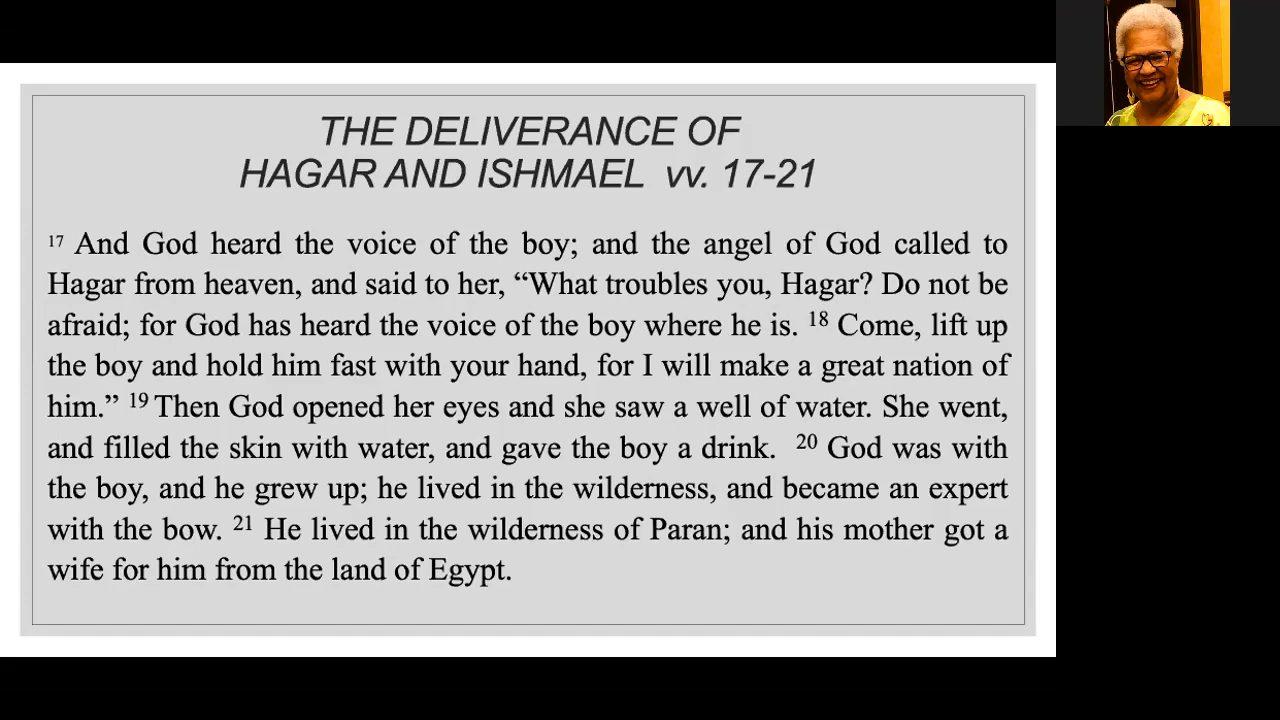 THE DELIVERANCE OF
HAGAR AND ISHMAEL vv. 17-21
17 And God heard the voice of the boy; and the angel of God called to
Hagar from heaven, and said to her, “What troubles you, Hagar? Do not be
afraid; for God has heard the voice of the boy where he is. 18 Come, lift up
the boy and hold him fast with your hand, for I will make a great nation of
him.” 19 Then God opened her eyes and she saw a well of water. She went,
and filled the skin with water, and gave the boy a drink. 20 God was with
the boy, and he grew up; he lived in the wilderness, and became an expert
with the bow. 21 He lived in the wilderness of Paran; and his mother got a
wife for him from the land of Egypt.